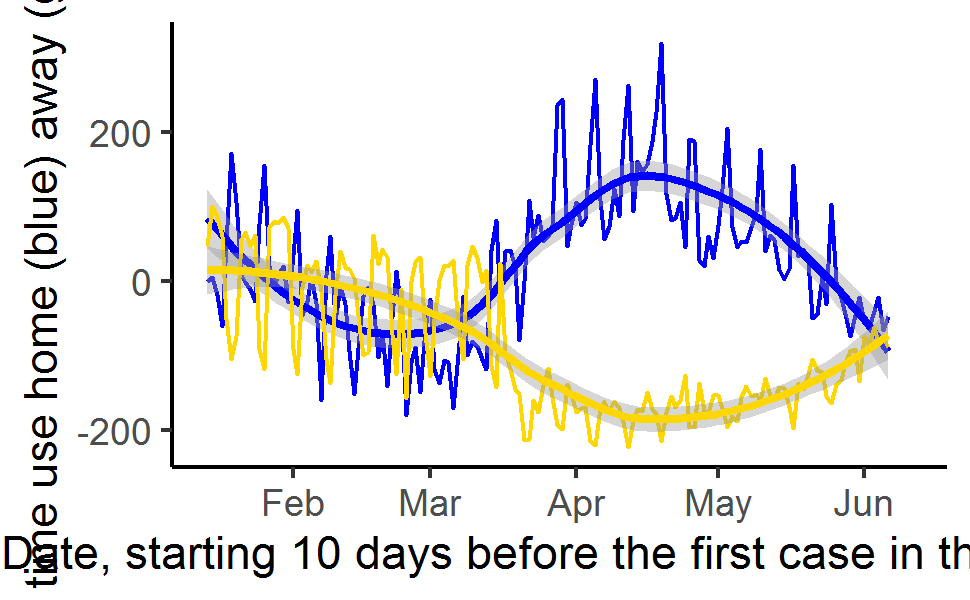 time use home (blue) away (
200
0
-200
Feb Mar Apr May Jun
Date, starting 10 days before the first case in th